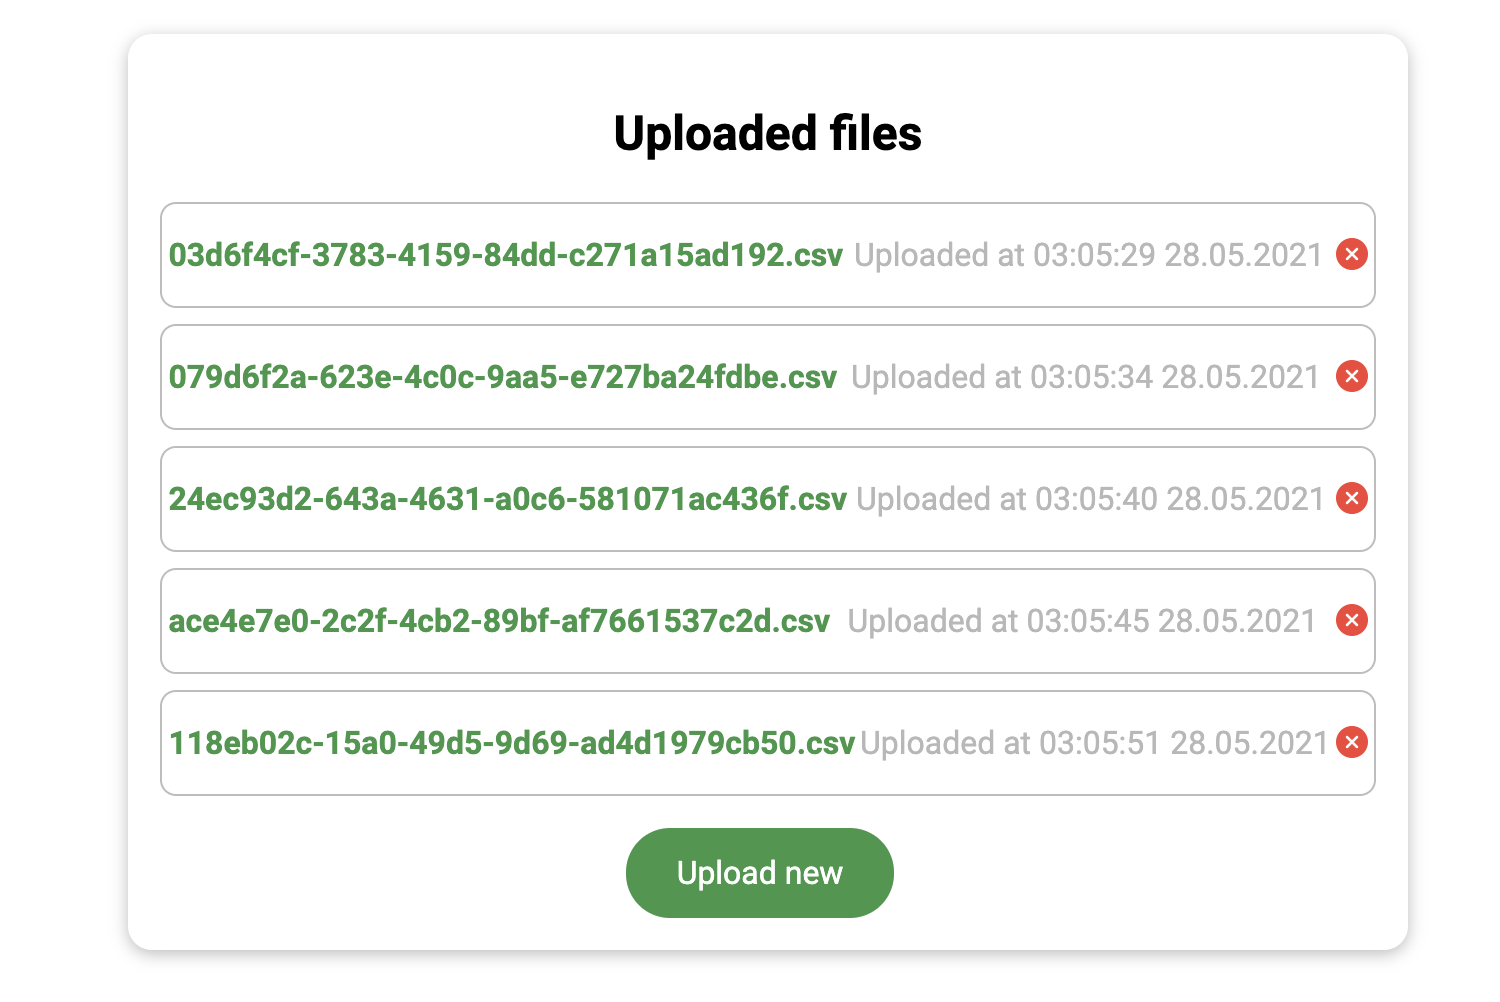 Uploaded files
03d6f4cf-3783-4159-84dd-c271a15ad192.csv Uploaded at 03:05:29 28.05.2021
079d6f2a-623e-4c0c-9aa5-e727ba24fdbe.csv Uploaded at 03:05:34 28.05.2021
24ec93d2-643a-4631-a0c6-581071ac436f.csv Uploaded at 03:05:40 28.05.2021
ace4e7e0-2c2f-4cb2-89bf-af7661537c2d.csv Uploaded at 03:05:45 28.05.2021
118eb02c-15a0-49d5-9d69-ad4d1979cb50.csv Uploaded at 03:05:51 28.05.2021
Upload new